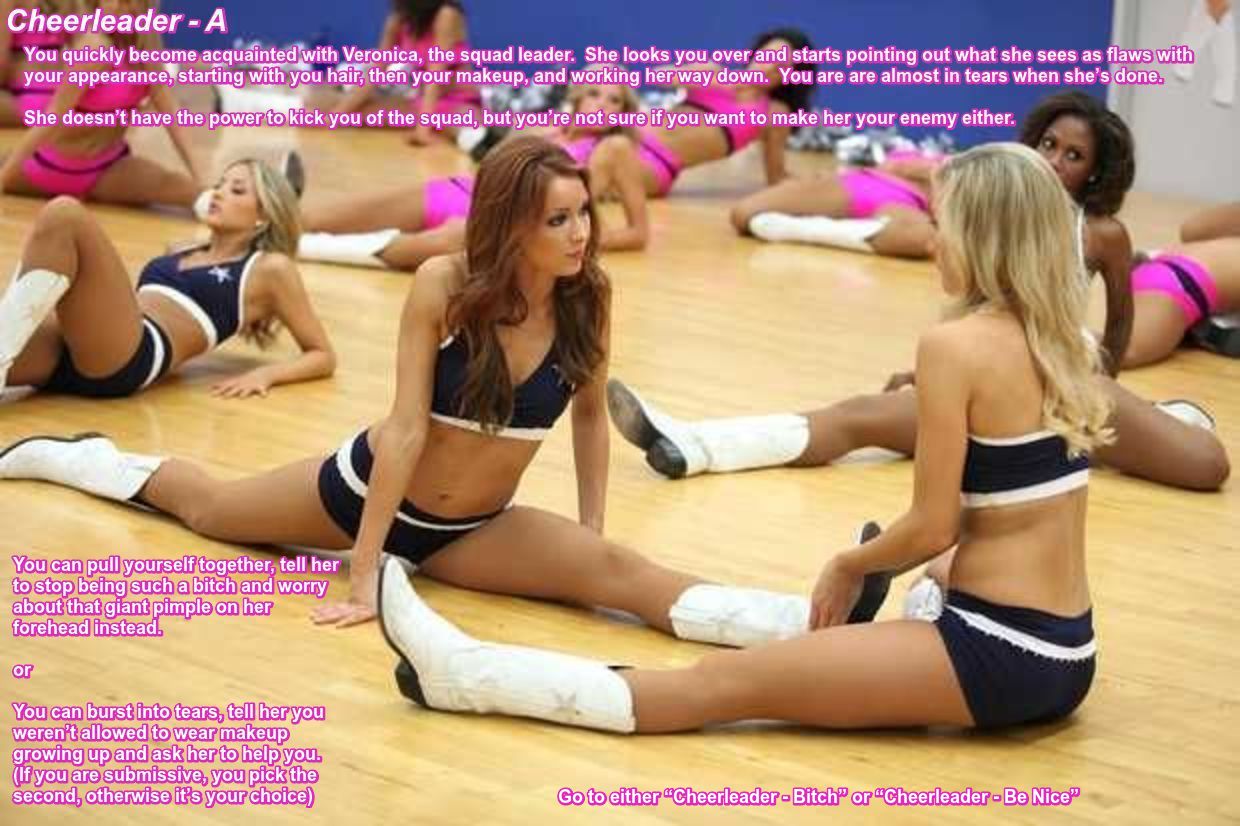 Cheerleader - A
You quickly become acquainted with Veronica, the squad leader.  She looks you over and starts pointing out what she sees as flaws with
your appearance, starting with you hair, then your makeup, and working her way down.  You are are almost in tears when she's done.
She doesn't have the power to kick you of the squad, but you're not sure if you want to make her your enemy either.
You can pull yourself together, tell her
to stop being such a bitch and worry
about that giant pimple on her
forehead instead.
or
You can burst into tears, tell her you
weren't allowed to wear makeup
growing up and ask her to help you.
(If you are submissive, you pick the
second, otherwise it's your choice)
Go to either “Cheerleader - Bitch” or “Cheerleader - Be Nice”